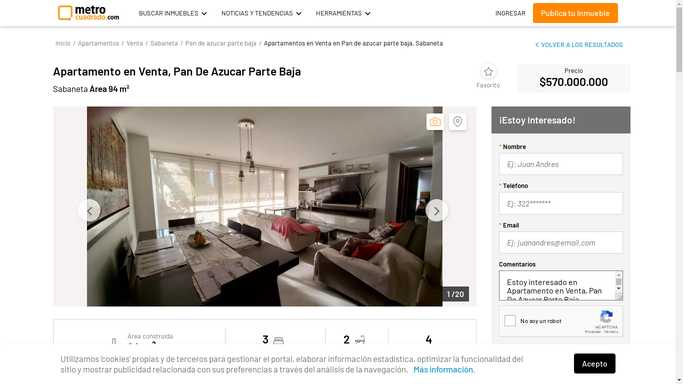 metro
cuadrado.com
BUSCAR INMUEBLES
NOTICIAS Y TENDENCIAS
HERRAMIENTAS
INGRESAR
Publica tu Inmueble
Inicio / Apartamentos / Venta / Sabaneta / Pan de azucar parte baja / Apartamentos en Venta en Pan de azucar parte baja, Sabaneta
VOLVER A LOS RESULTADOS
Apartamento en Venta, Pan De Azucar Parte Baja
Sabaneta Área 94 m²
Favorito
Precio
$570.000.000
1 / 20
¡Estoy Interesado!
* Nombre
Ej: Juan Andres
* Teléfono
Ej: 322*******
* Email
Ej: juanandres@email.com
Comentarios
Estoy interesado en
Apartamento en Venta, Pan
De Azucar Parte Baja
No soy un robot
reCAPTCHA
Privacidad - Términos
Área construida
3
2
4
Utilizamos 'cookies' propias y de terceros para gestionar el portal, elaborar información estadística, optimizar la funcionalidad del
sitio y mostrar publicidad relacionada con sus preferencias a través del análisis de la navegación. Más información.
Acepto